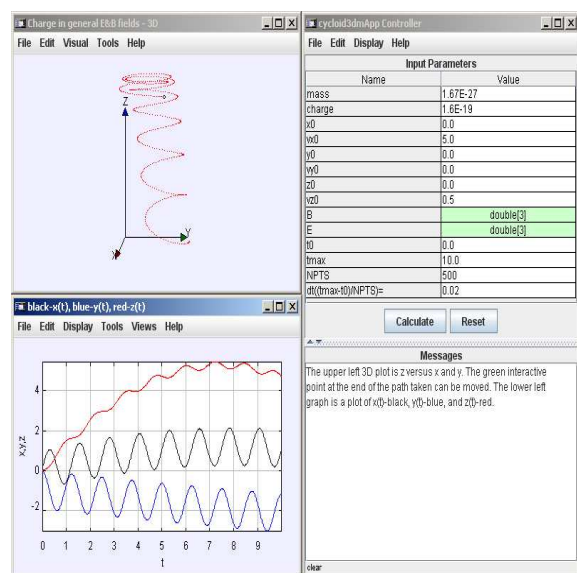 Charge in general E&B fields - 3D
File Edit Visual Tools Help
Z
Y
X
black-x(t), blue-y(t), red-z(t)
File Edit Display Tools Views Help
x,y,z
4
2
0
-2
0 1 2 3 4 5 6 7 8 9
t
cycloid3dmApp Controller
File Edit Display Help
Input Parameters
Name Value
mass 1.67E-27
charge 1.6E-19
x0 0.0
vx0 5.0
y0 0.0
vy0 0.0
z0 0.0
vz0 0.5
B double[3]
E double[3]
t0 0.0
tmax 10.0
NPTS 500
dt((tmax-t0)/NPTS)= 0.02
Calculate Reset
Messages
The upper left 3D plot is z versus x and y. The green interactive
point at the end of the path taken can be moved. The lower left
graph is a plot of x(t)-black, y(t)-blue, and z(t)-red.
clear